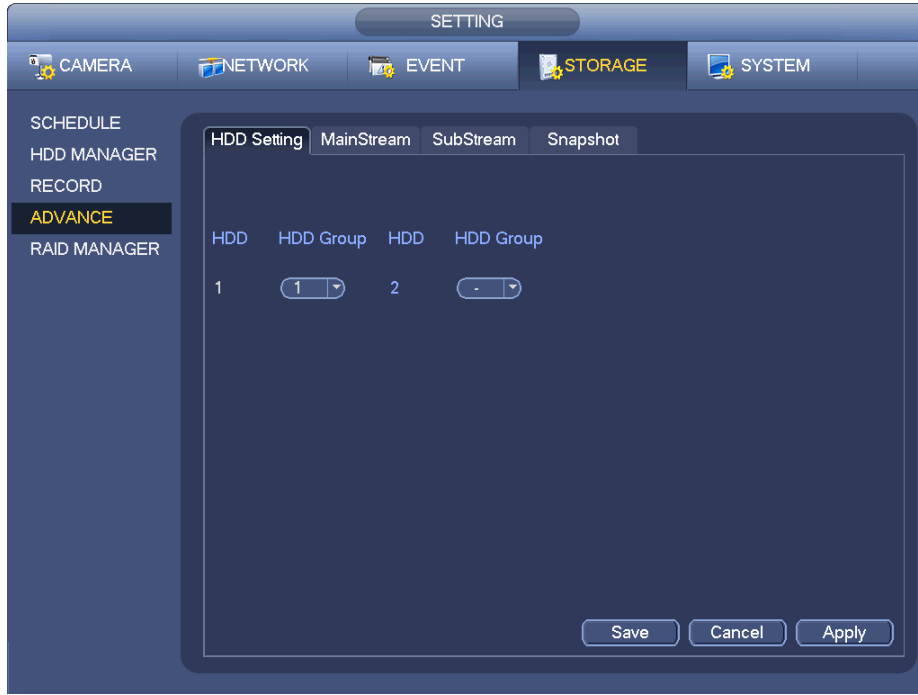 SETTING
CAMERA NETWORK EVENT STORAGE SYSTEM
SCHEDULE
HDD MANAGER
RECORD
ADVANCE
RAID MANAGER
HDD Setting MainStream SubStream Snapshot
HDD HDD Group HDD HDD Group
1 1 2 -
Save Cancel Apply